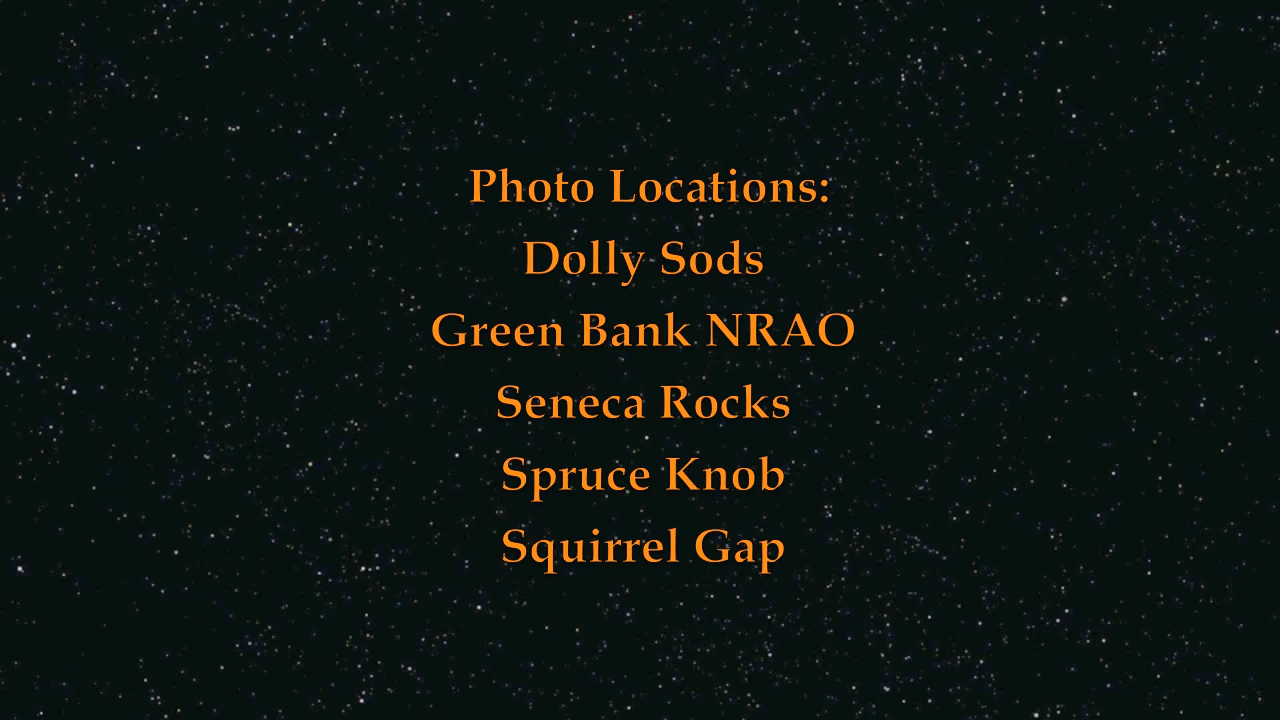 Photo Locations:
Dolly Sods
Green Bank NRAO
Seneca Rocks
Spruce Knob
Squirrel Gap